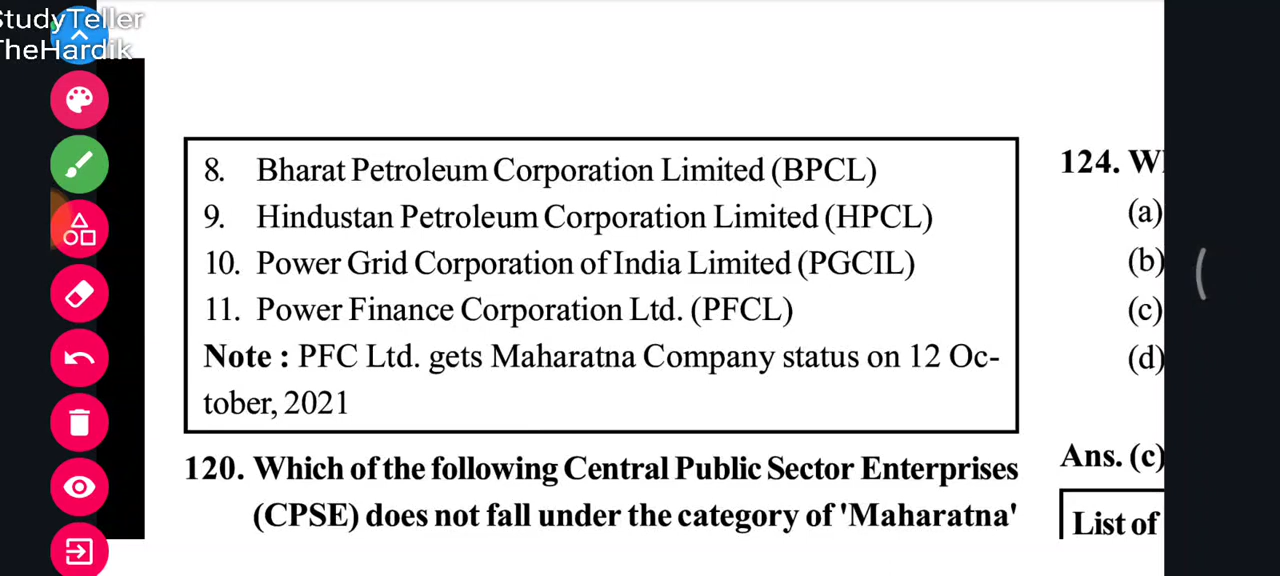 StudyTeller
TheHardik
8. Bharat Petroleum Corporation Limited (BPCL)
9. Hindustan Petroleum Corporation Limited (HPCL)
10. Power Grid Corporation of India Limited (PGCIL)
11. Power Finance Corporation Ltd. (PFCL)
Note : PFC Ltd. gets Maharatna Company status on 12 Oc-
tober, 2021
120. Which of the following Central Public Sector Enterprises
(CPSE) does not fall under the category of 'Maharatna'
124.
(a)
(b)
(c)
(d)
Ans. (c)
List of